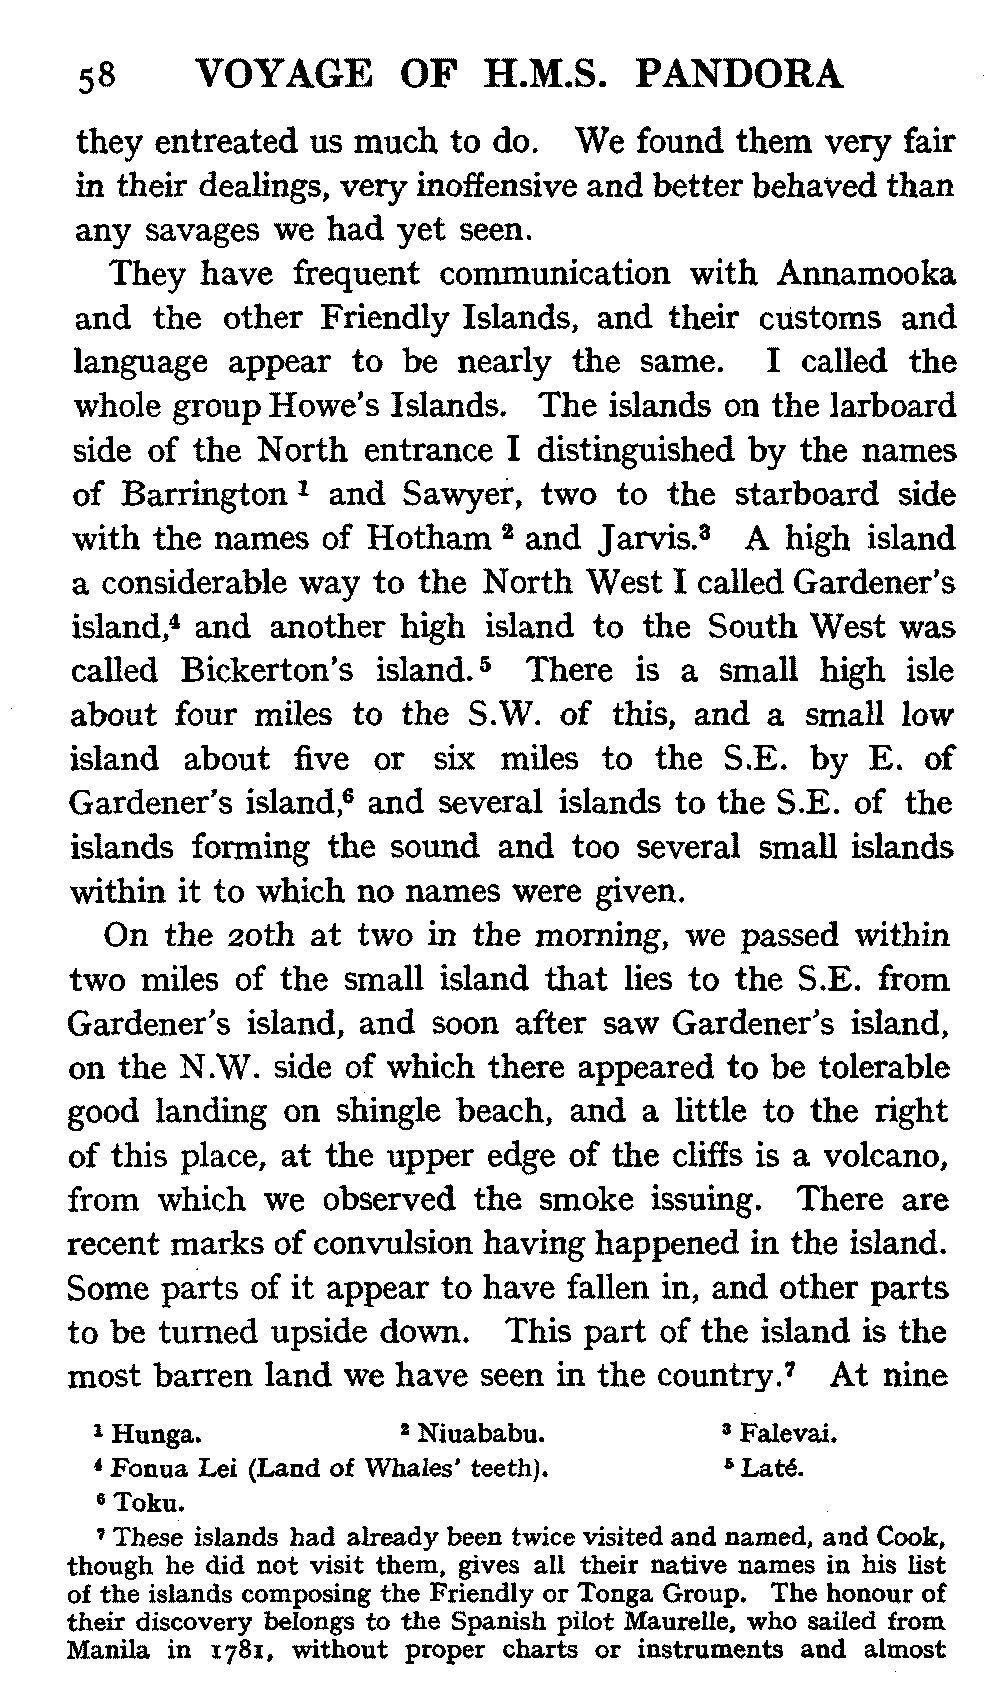 58 VOYAGE OF H.M.S. PANDORA
they entreated us much to do. We found them very fair
in their dealings, very inoffensive and better behaved than
any savages we had yet seen.
They have frequent communication with Annamooka
and the other Friendly Islands, and their customs and
language appear to be nearly the same. I called the
whole group Howe's Islands. The islands on the larboard
side of the North entrance I distinguished by the names
of Barrington ¹ and Sawyer, two to the starboard side
with the names of Hotham ² and Jarvis.³ A high island
a considerable way to the North West I called Gardener's
island,⁴ and another high island to the South West was
called Bickerton's island.⁵ There is a small high isle
about four miles to the S.W. of this, and a small low
island about five or six miles to the S.E. by E. of
Gardener's island,⁶ and several islands to the S.E. of the
islands forming the sound and too several small islands
within it to which no names were given.
On the 20th at two in the morning, we passed within
two miles of the small island that lies to the S.E. from
Gardener's island, and soon after saw Gardener's island,
on the N.W. side of which there appeared to be tolerable
good landing on shingle beach, and a little to the right
of this place, at the upper edge of the cliffs is a volcano,
from which we observed the smoke issuing. There are
recent marks of convulsion having happened in the island.
Some parts of it appear to have fallen in, and other parts
to be turned upside down. This part of the island is the
most barren land we have seen in the country.⁷ At nine
¹ Hunga. ² Niuababu. ³ Falevai.
⁴ Fonua Lei (Land of Whales' teeth). ⁵ Laté.
⁶ Toku.
⁷ These islands had already been twice visited and named, and Cook,
though he did not visit them, gives all their native names in his list
of the islands composing the Friendly or Tonga Group. The honour of
their discovery belongs to the Spanish pilot Maurelle, who sailed from
Manila in 1781, without proper charts or instruments and almost